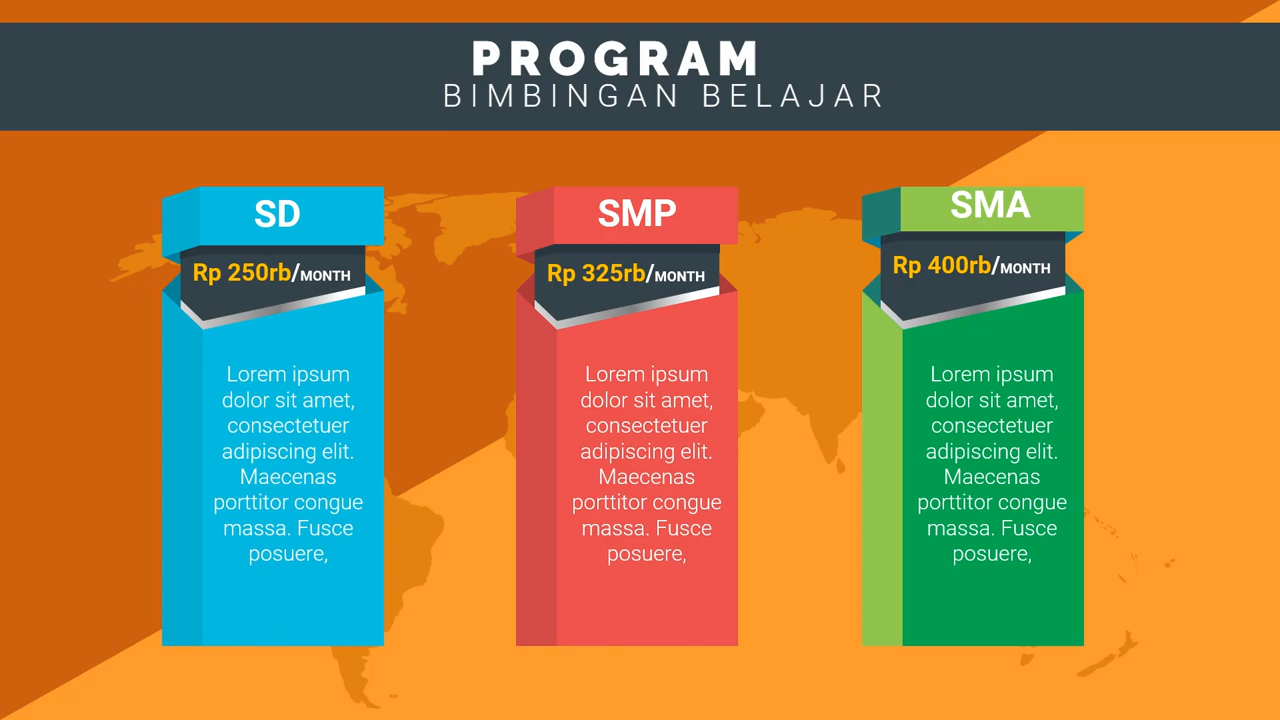 PROGRAM
BIMBINGAN BELAJAR
SD
Rp 250rb/MONTH
Lorem ipsum
dolor sit amet,
consectetuer
adipiscing elit.
Maecenas
porttitor congue
massa. Fusce
posuere,
SMP
Rp 325rb/MONTH
Lorem ipsum
dolor sit amet,
consectetuer
adipiscing elit.
Maecenas
porttitor congue
massa. Fusce
posuere,
SMA
Rp 400rb/MONTH
Lorem ipsum
dolor sit amet,
consectetuer
adipiscing elit.
Maecenas
porttitor congue
massa. Fusce
posuere,